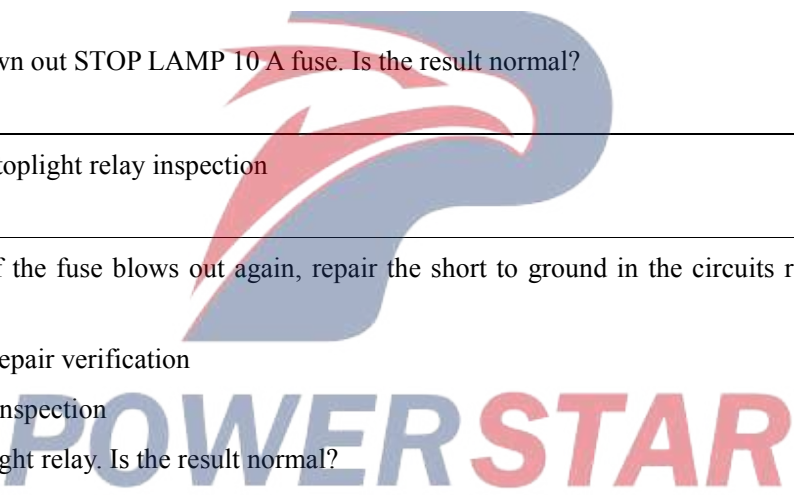 wn out STOP LAMP 10 A fuse. Is the result normal?
toplight relay inspection
f the fuse blows out again, repair the short to ground in the circuits r
epair verification
nspection
POWERSTAR
ght relay. Is the result normal?